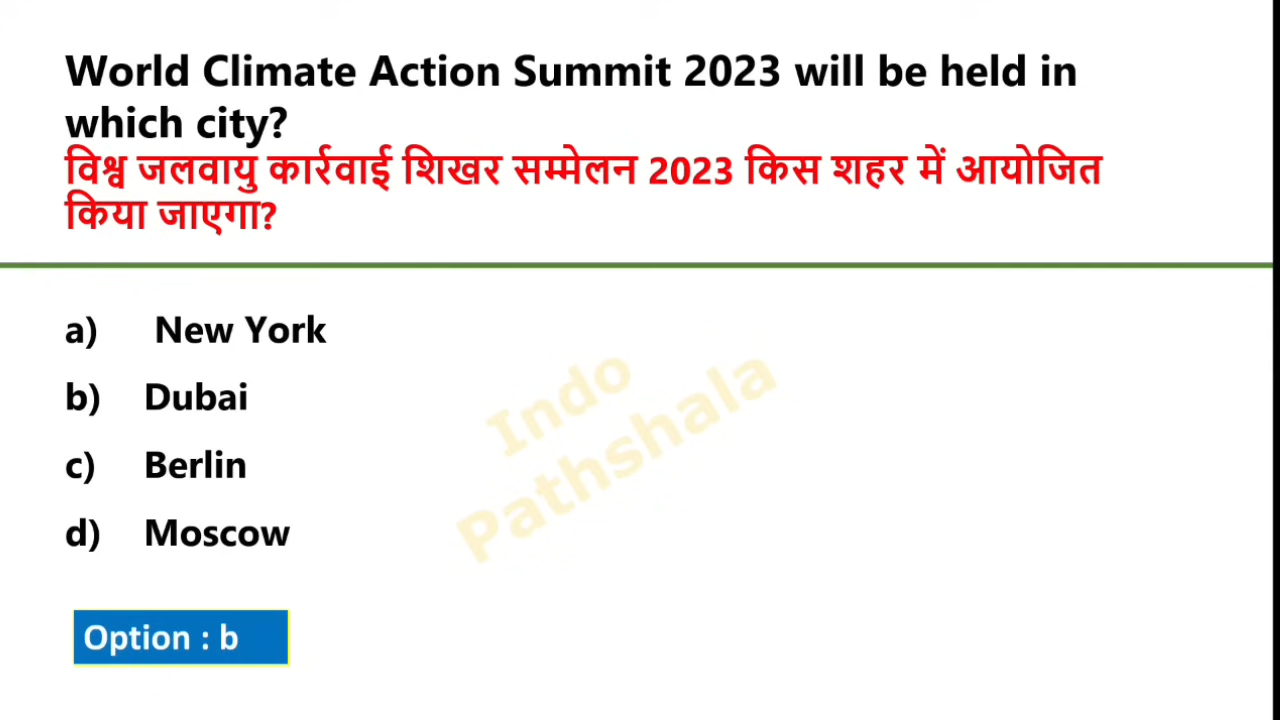 World Climate Action Summit 2023 will be held in
which city?
विश्व जलवायु कार्रवाई शिखर सम्मेलन 2023 किस शहर में आयोजित
किया जाएगा?
a) New York
b) Dubai
c) Berlin
d) Moscow
Indo
Pathshala
Option : b